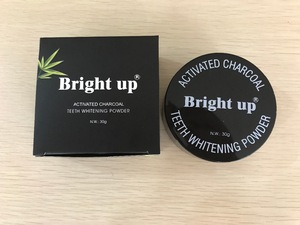 Bright up®
ACTIVATED CHARCOAL
TEETH WHITENING POWDER
N.W. 30g
ACTIVATED CHARCOAL
Bright up®
N.W. 30g
TEETH WHITENING POWDER